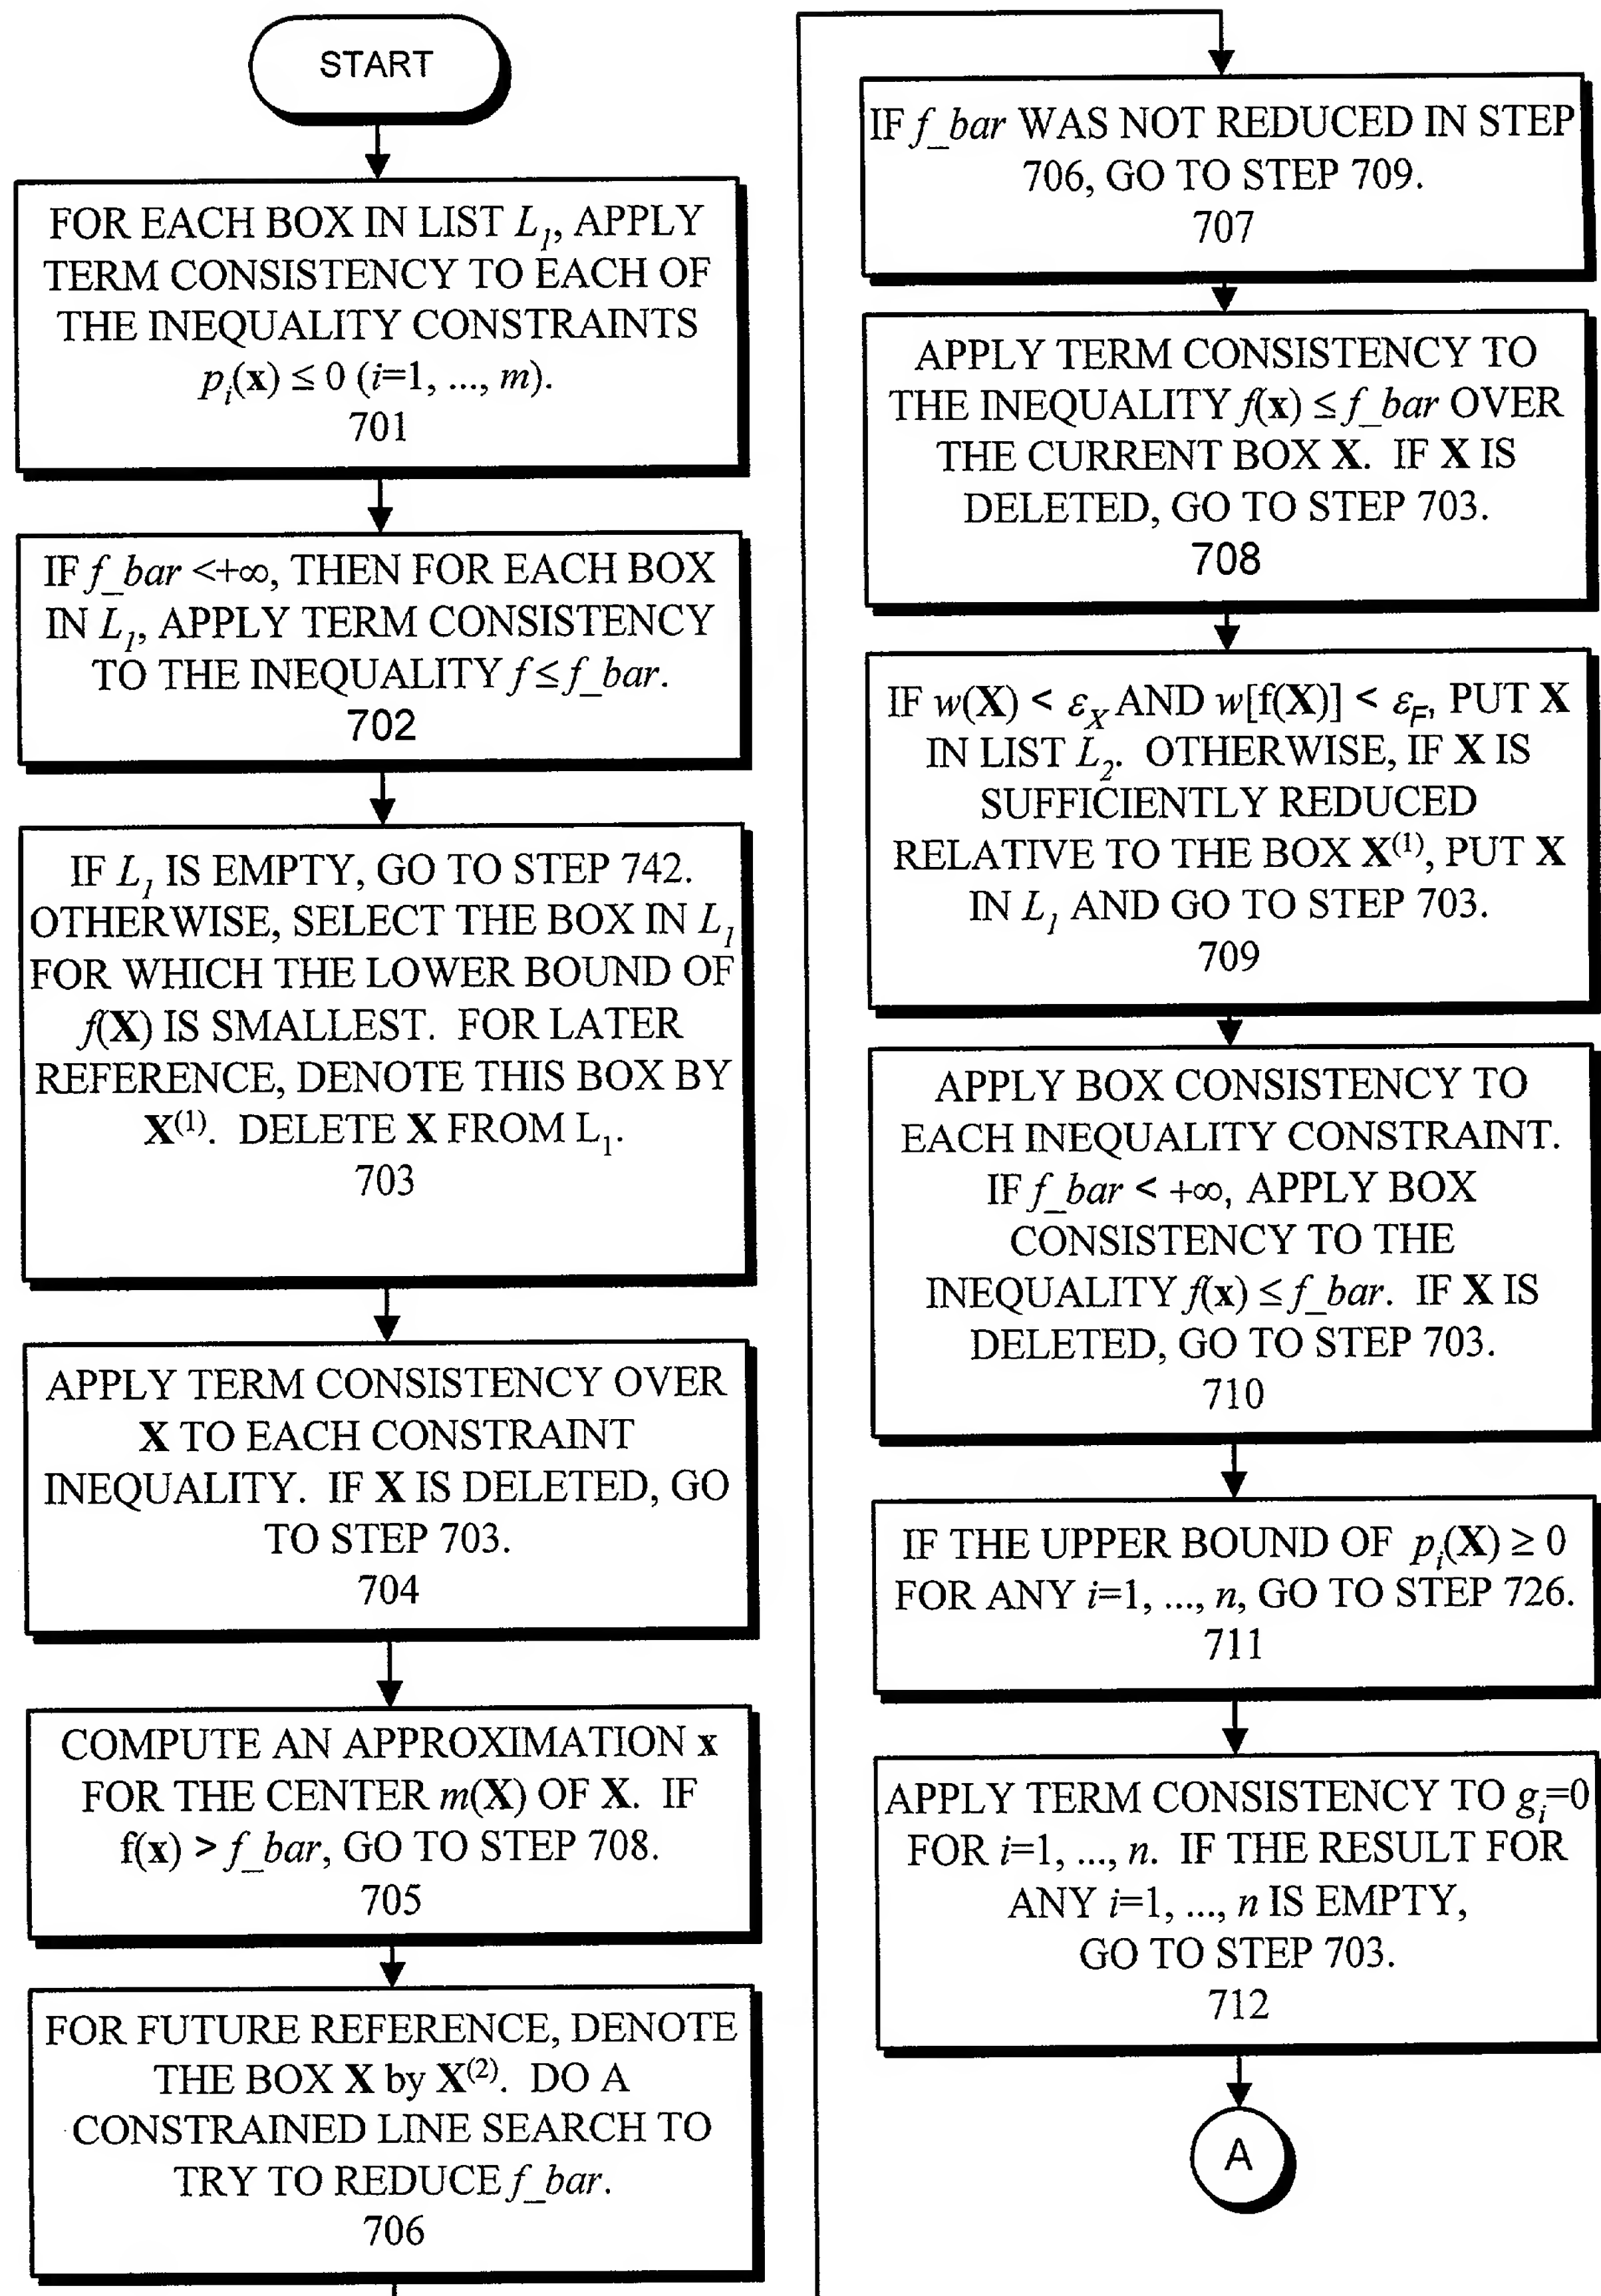 START
FOR EACH BOX IN LIST L1, APPLY
TERM CONSISTENCY TO EACH OF
THE INEQUALITY CONSTRAINTS
pi(x) ≤ 0 (i=1, ..., m).
701
IF f_bar <+∞, THEN FOR EACH BOX
IN L1, APPLY TERM CONSISTENCY
TO THE INEQUALITY f ≤ f_bar.
702
IF L1 IS EMPTY, GO TO STEP 742.
OTHERWISE, SELECT THE BOX IN L1
FOR WHICH THE LOWER BOUND OF
f(X) IS SMALLEST. FOR LATER
REFERENCE, DENOTE THIS BOX BY
X(1). DELETE X FROM L1.
703
APPLY TERM CONSISTENCY OVER
X TO EACH CONSTRAINT
INEQUALITY. IF X IS DELETED, GO
TO STEP 703.
704
COMPUTE AN APPROXIMATION x
FOR THE CENTER m(X) OF X. IF
f(x) > f_bar, GO TO STEP 708.
705
FOR FUTURE REFERENCE, DENOTE
THE BOX X by X(2). DO A
CONSTRAINED LINE SEARCH TO
TRY TO REDUCE f_bar.
706
IF f_bar WAS NOT REDUCED IN STEP
706, GO TO STEP 709.
707
APPLY TERM CONSISTENCY TO
THE INEQUALITY f(x) ≤ f_bar OVER
THE CURRENT BOX X. IF X IS
DELETED, GO TO STEP 703.
708
IF w(X) < εX AND w[f(X)] < εF, PUT X
IN LIST L2. OTHERWISE, IF X IS
SUFFICIENTLY REDUCED
RELATIVE TO THE BOX X(1), PUT X
IN L1 AND GO TO STEP 703.
709
APPLY BOX CONSISTENCY TO
EACH INEQUALITY CONSTRAINT.
IF f_bar < +∞, APPLY BOX
CONSISTENCY TO THE
INEQUALITY f(x) ≤ f_bar. IF X IS
DELETED, GO TO STEP 703.
710
IF THE UPPER BOUND OF pi(X) ≥ 0
FOR ANY i=1, ..., n, GO TO STEP 726.
711
APPLY TERM CONSISTENCY TO gi=0
FOR i=1, ..., n. IF THE RESULT FOR
ANY i=1, ..., n IS EMPTY,
GO TO STEP 703.
712
A